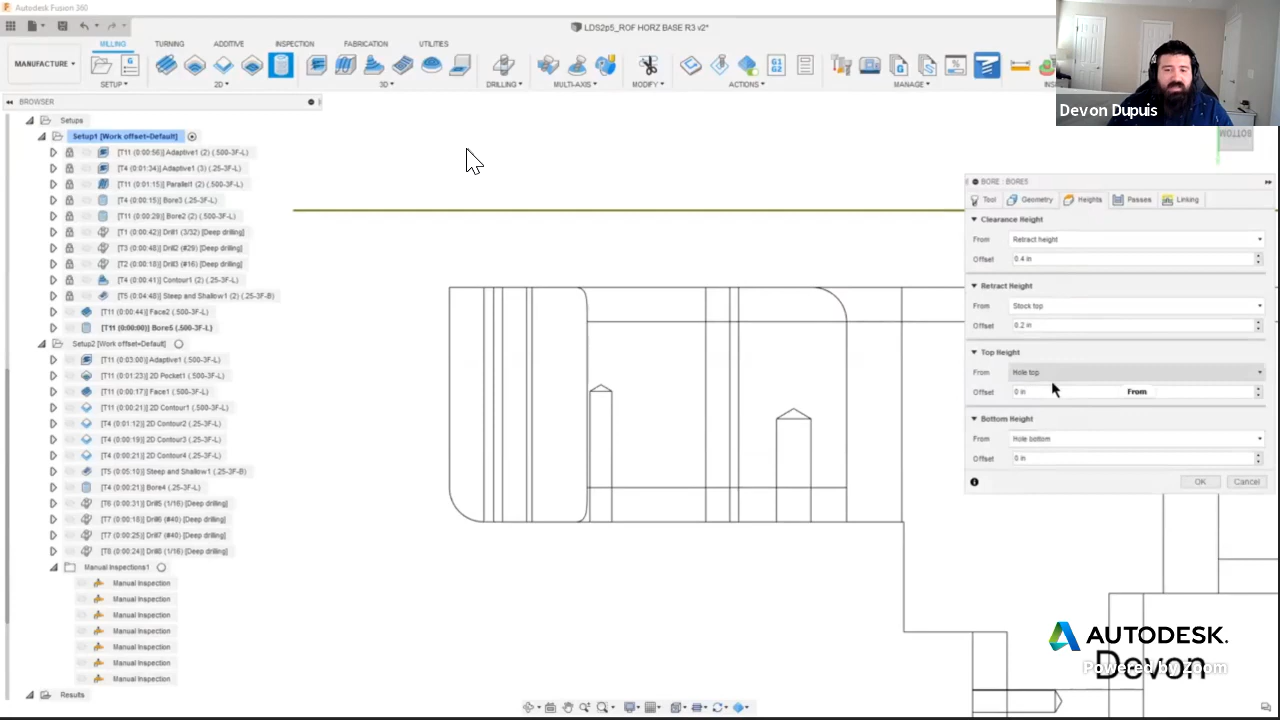 Autodesk Fusion 360
LDS2p5_ROF HORZ BASE R3 v2*
MILLING TURNING ADDITIVE INSPECTION FABRICATION UTILITIES
MANUFACTURE
SETUP 2D 3D DRILLING MULTI-AXIS MODIFY ACTIONS MANAGE
Devon Dupuis
BROWSER
BOTTOM
Setups
Setup1 [Work offset=Default]
[T11 (0:00:56)] Adaptive1 (2) (.500-3F-L)
[T4 (0:01:34)] Adaptive1 (3) (.25-3F-L)
[T11 (0:01:15)] Parallel1 (2) (.500-3F-L)
[T4 (0:00:15)] Bore3 (.25-3F-L)
[T11 (0:00:29)] Bore2 (.500-3F-L)
[T1 (0:00:42)] Drill1 (3/32) [Deep drilling]
[T3 (0:00:48)] Drill2 (#29) [Deep drilling]
[T2 (0:00:18)] Drill3 (#16) [Deep drilling]
[T4 (0:00:41)] Contour1 (2) (.25-3F-L)
[T5 (0:04:48)] Steep and Shallow1 (2) (.25-3F-B)
[T11 (0:00:44)] Face2 (.500-3F-L)
[T11 (0:00:00)] Bore5 (.500-3F-L)
Setup2 [Work offset=Default]
[T11 (0:03:00)] Adaptive1 (.500-3F-L)
[T11 (0:01:23)] 2D Pocket1 (.500-3F-L)
[T11 (0:00:17)] Face1 (.500-3F-L)
[T11 (0:00:21)] 2D Contour1 (.500-3F-L)
[T4 (0:01:12)] 2D Contour2 (.25-3F-L)
[T4 (0:00:19)] 2D Contour3 (.25-3F-L)
[T4 (0:00:21)] 2D Contour4 (.25-3F-L)
[T5 (0:05:10)] Steep and Shallow1 (.25-3F-B)
[T4 (0:00:21)] Bore4 (.25-3F-L)
[T6 (0:00:31)] Drill5 (1/16) [Deep drilling]
[T7 (0:00:18)] Drill6 (#40) [Deep drilling]
[T7 (0:00:25)] Drill7 (#40) [Deep drilling]
[T8 (0:00:24)] Drill8 (1/16) [Deep drilling]
Manual Inspections1
Manual Inspection
Manual Inspection
Manual Inspection
Manual Inspection
Manual Inspection
Manual Inspection
Manual Inspection
Results
BORE : BORE5
Tool Geometry Heights Passes Linking
Clearance Height
From Retract height
Offset 0.4 in
Retract Height
From Stock top
Offset 0.2 in
Top Height
From Hole top
Offset 0 in From
Bottom Height
From Hole bottom
Offset 0 in
OK Cancel
AUTODESK.
Devon
Powered by zoom